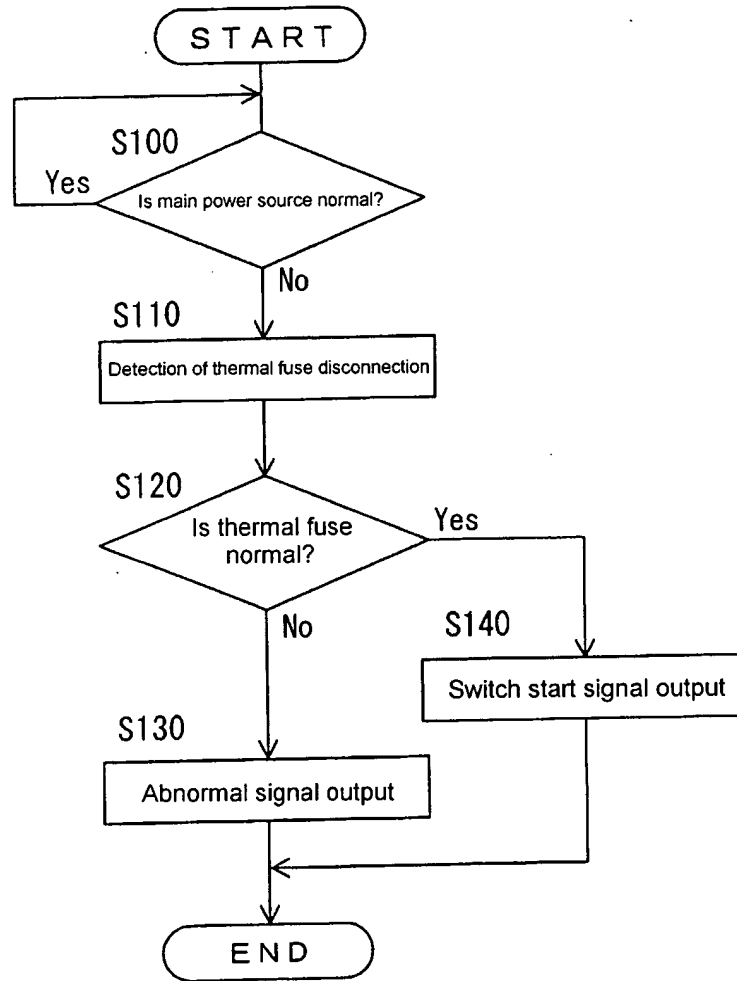 START
S100
Yes
Is main power source normal?
No
S110
Detection of thermal fuse disconnection
S120
Is thermal fuse
normal?
Yes
No
S140
Switch start signal output
S130
Abnormal signal output
END